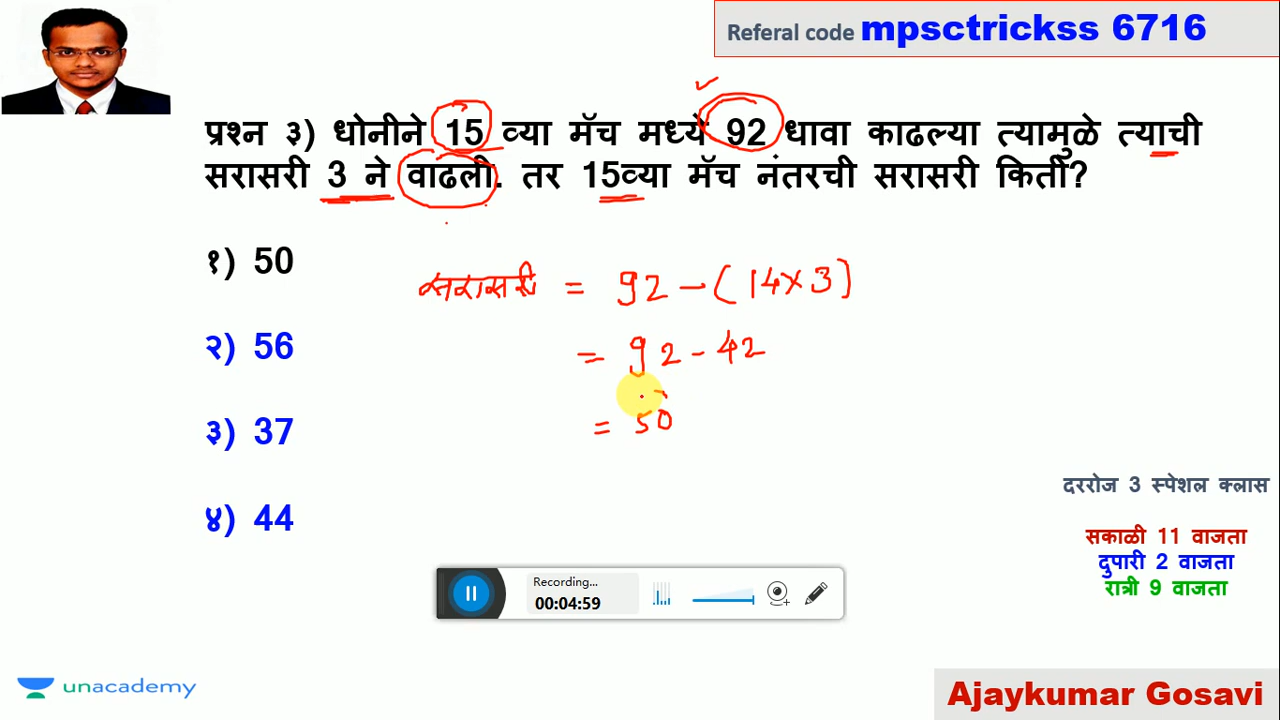 Referal code mpsctrickss 6716
प्रश्न ३) धोनीने 15 व्या मॅच मध्ये 92 धावा काढल्या त्यामुळे त्याची
सरासरी 3 ने वाढली. तर 15व्या मॅच नंतरची सरासरी किती?
१) 50
सरासरी = 92 - (14×3)
२) 56
= 92 - 42
३) 37
= 50
दररोज 3 स्पेशल क्लास
४) 44
सकाळी 11 वाजता
दुपारी 2 वाजता
रात्री 9 वाजता
Recording...
00:04:59
unacademy
Ajaykumar Gosavi